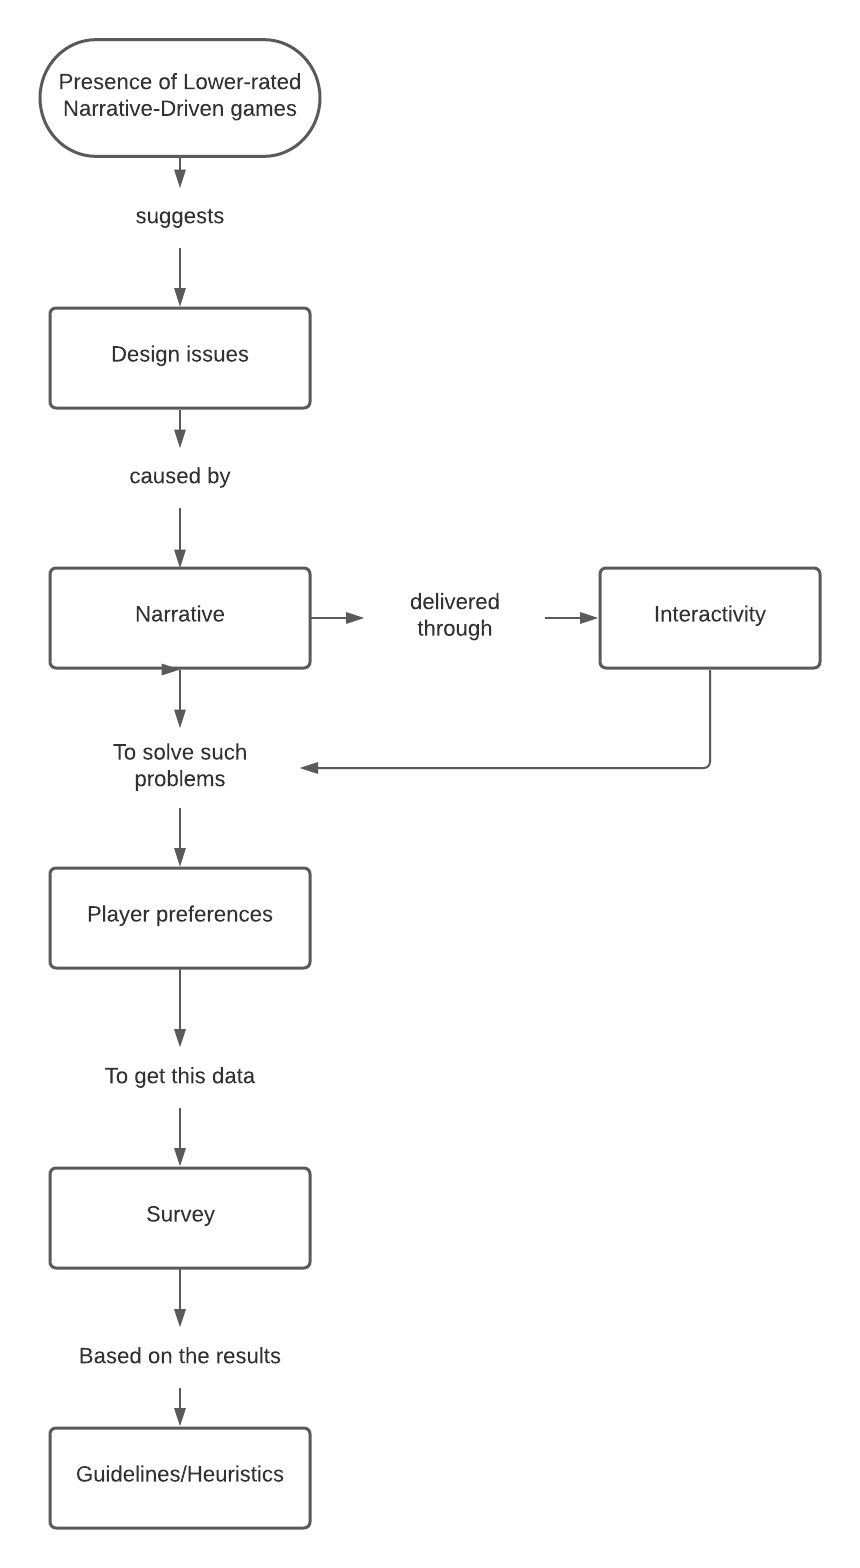 Presence of Lower-rated
Narrative-Driven games
suggests
Design issues
caused by
Narrative
delivered
through
Interactivity
To solve such
problems
Player preferences
To get this data
Survey
Based on the results
Guidelines/Heuristics